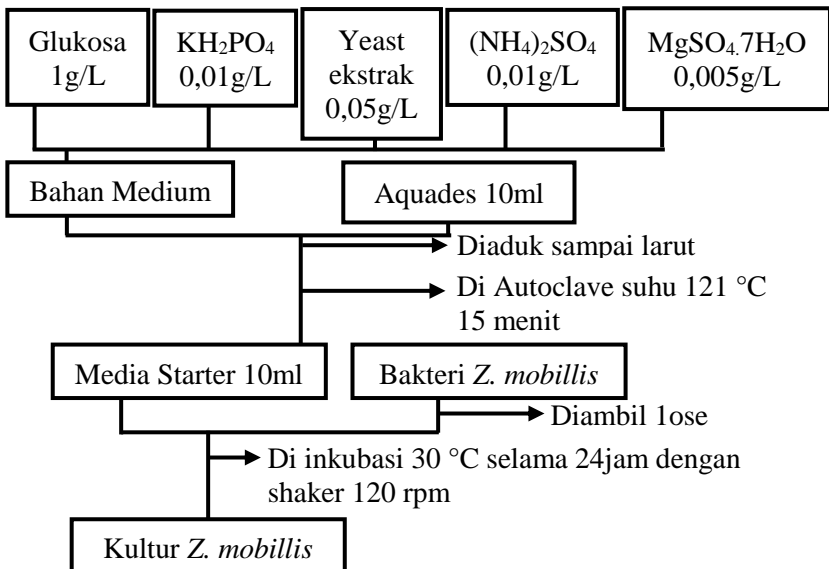 Glukosa
1g/L
KH₂PO₄
0,01g/L
Yeast
ekstrak
0,05g/L
(NH₄)₂SO₄
0,01g/L
MgSO₄.7H₂O
0,005g/L
Bahan Medium
Aquades 10ml
Diaduk sampai larut
Di Autoclave suhu 121 °C
15 menit
Media Starter 10ml
Bakteri Z. mobillis
Diambil 1ose
Di inkubasi 30 °C selama 24jam dengan
shaker 120 rpm
Kultur Z. mobillis